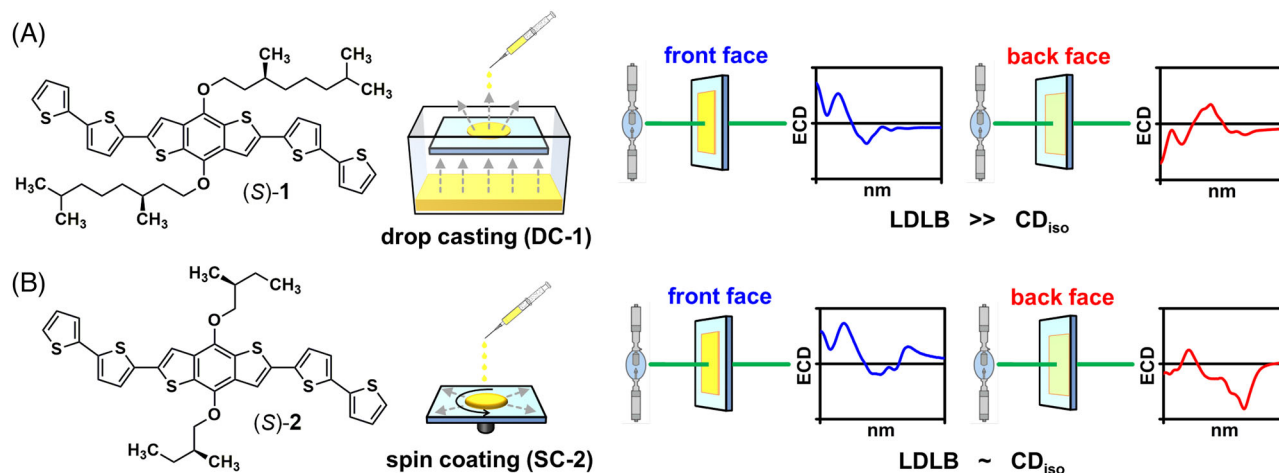 (A)
CH₃
CH₃
O
CH₃
S
S
S
S
S
S
O
CH₃
CH₃
CH₃
(S)-1
drop casting (DC-1)
front face
ECD
nm
back face
ECD
nm
LDLB >> CDiso
(B)
H₃C
CH₃
O
S
S
S
S
S
S
O
H₃C
CH₃
(S)-2
spin coating (SC-2)
front face
ECD
nm
back face
ECD
nm
LDLB ~ CDiso